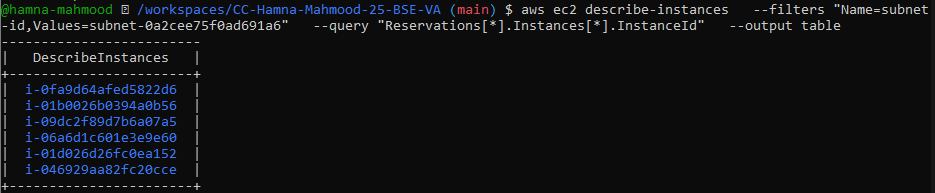 @hamna-mahmood /workspaces/CC-Hamna-Mahmood-25-BSE-VA (main) $ aws ec2 describe-instances   --filters "Name=subnet
-id,Values=subnet-0a2cee75f0ad691a6"   --query "Reservations[*].Instances[*].InstanceId"   --output table
-------------------------
|   DescribeInstances   |
+-----------------------+
|  i-0fa9d64afed5822d6  |
|  i-01b0026b0394a0b56  |
|  i-09dc2f89d7b6a07a5  |
|  i-06a6d1c601e3e9e60  |
|  i-01d026d26fc0ea152  |
|  i-046929aa82fc20cce  |
+-----------------------+